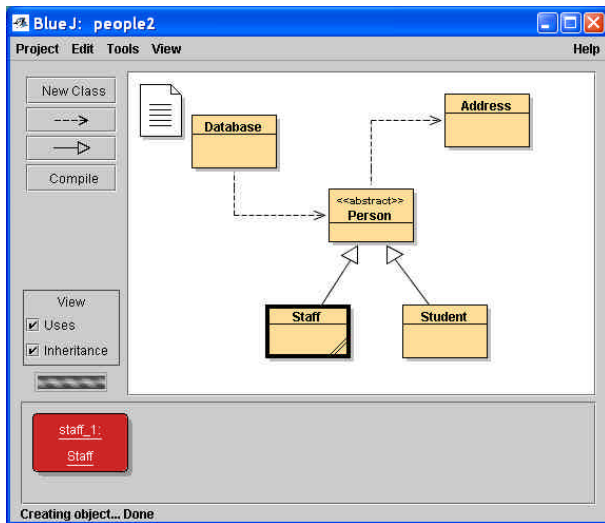 BlueJ: people2
Project Edit Tools View Help
New Class
Compile
View
Uses
Inheritance
Database
Address
<<abstract>>
Person
Staff
Student
staff_1:
Staff
Creating object... Done